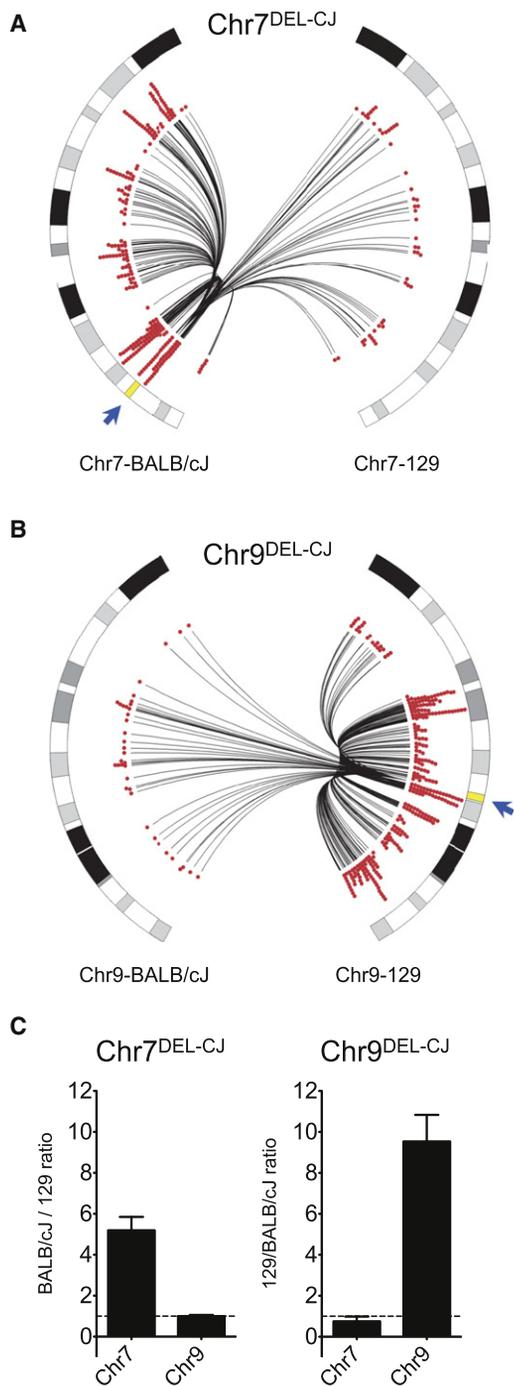 A
Chr7DEL-CJ
Chr7-BALB/cJ
Chr7-129
B
Chr9DEL-CJ
Chr9-BALB/cJ
Chr9-129
C
Chr7DEL-CJ
BALB/cJ / 129 ratio
12
10
8
6
4
2
0
Chr7
Chr9
Chr9DEL-CJ
129/BALB/cJ ratio
12
10
8
6
4
2
0
Chr7
Chr9